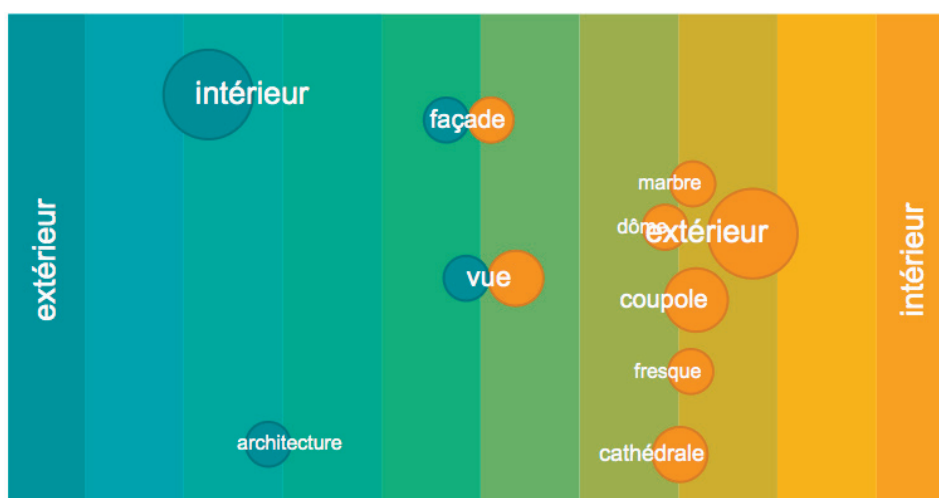 extérieur
intérieur
façade
marbre
dôme
extérieur
vue
coupole
fresque
architecture
cathédrale
intérieur